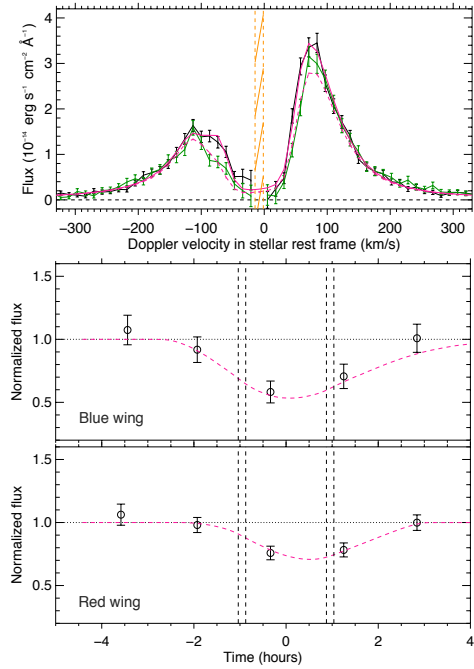 4
3
2
1
0
Flux (10⁻¹⁴ erg s⁻¹ cm⁻² Å⁻¹)
−300 −200 −100 0 100 200 300
Doppler velocity in stellar rest frame (km/s)
1.5
1.0
0.5
Normalized flux
Blue wing
1.5
1.0
0.5
Normalized flux
Red wing
−4 −2 0 2 4
Time (hours)